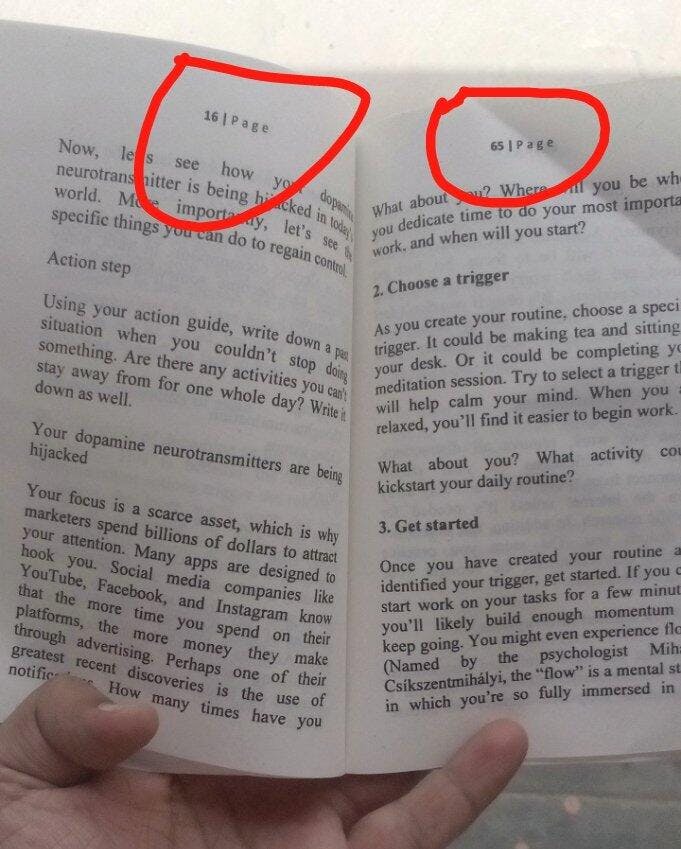 16 | Page
Now, let's see how your dopamine
neurotransmitter is being hijacked in today's
world. More importantly, let's see the
specific things you can do to regain control.
Action step
Using your action guide, write down a past
situation when you couldn't stop doing
something. Are there any activities you can't
stay away from for one whole day? Write it
down as well.
Your dopamine neurotransmitters are being
hijacked
Your focus is a scarce asset, which is why
marketers spend billions of dollars to attract
your attention. Many apps are designed to
hook you. Social media companies like
YouTube, Facebook, and Instagram know
that the more time you spend on their
platforms, the more money they make
through advertising. Perhaps one of their
greatest recent discoveries is the use of
How many times have you
65 | Page
What about you? Where will you be
you dedicate time to do your most
work, and when will you start?
2. Choose a trigger
As you create your routine, choose a
trigger. It could be making tea and sitting
your desk. Or it could be completing
meditation session. Try to select a trigger
will help calm your mind. When you
relaxed, you'll find it easier to begin work.
What about you? What activity
kickstart your daily routine?
3. Get started
Once you have created your routine
identified your trigger, get started. If you
start work on your tasks for a few
you'll likely build enough momentum
keep going. You might even experience
(Named by the psychologist
Csíkszentmihályi, the “flow” is a mental
in which you're so fully immersed in